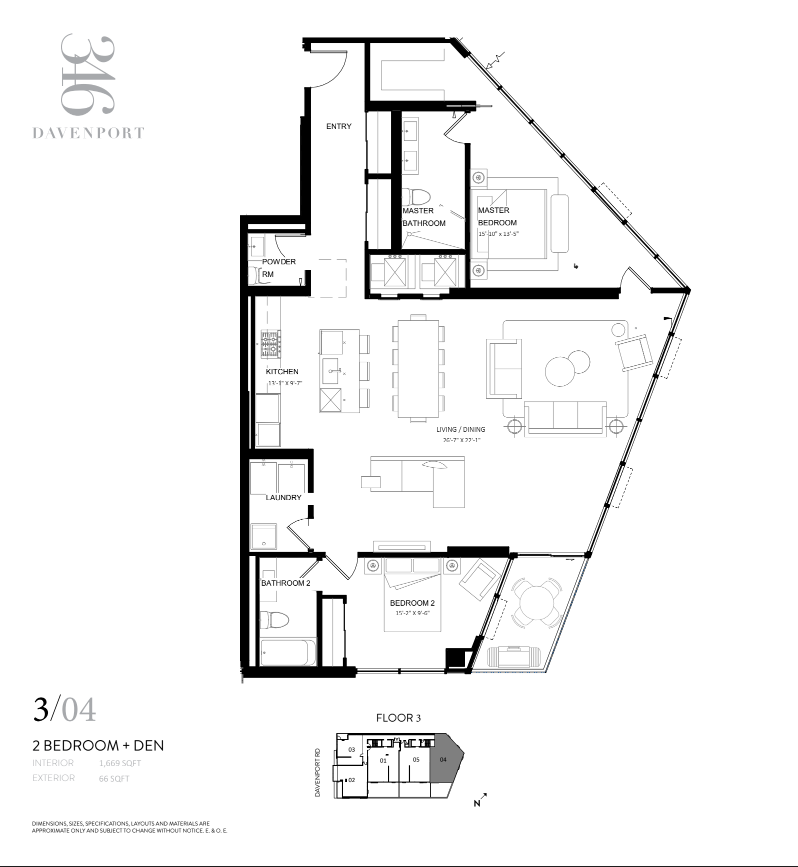 346
DAVENPORT
ENTRY
MASTER
BATHROOM
MASTER
BEDROOM
15'-10" x 13'-5"
POWDER
RM
KITCHEN
13'-1" X 9'-7"
LIVING / DINING
26'-7" X 22'-1"
LAUNDRY
BATHROOM 2
BEDROOM 2
15'-2" X 9'-6"
3/04
2 BEDROOM + DEN
INTERIOR 1,669 SQFT
EXTERIOR 66 SQFT
FLOOR 3
DAVENPORT RD
03
01
05
04
02
N
DIMENSIONS, SIZES, SPECIFICATIONS, LAYOUTS AND MATERIALS ARE
APPROXIMATE ONLY AND SUBJECT TO CHANGE WITHOUT NOTICE. E. & O. E.